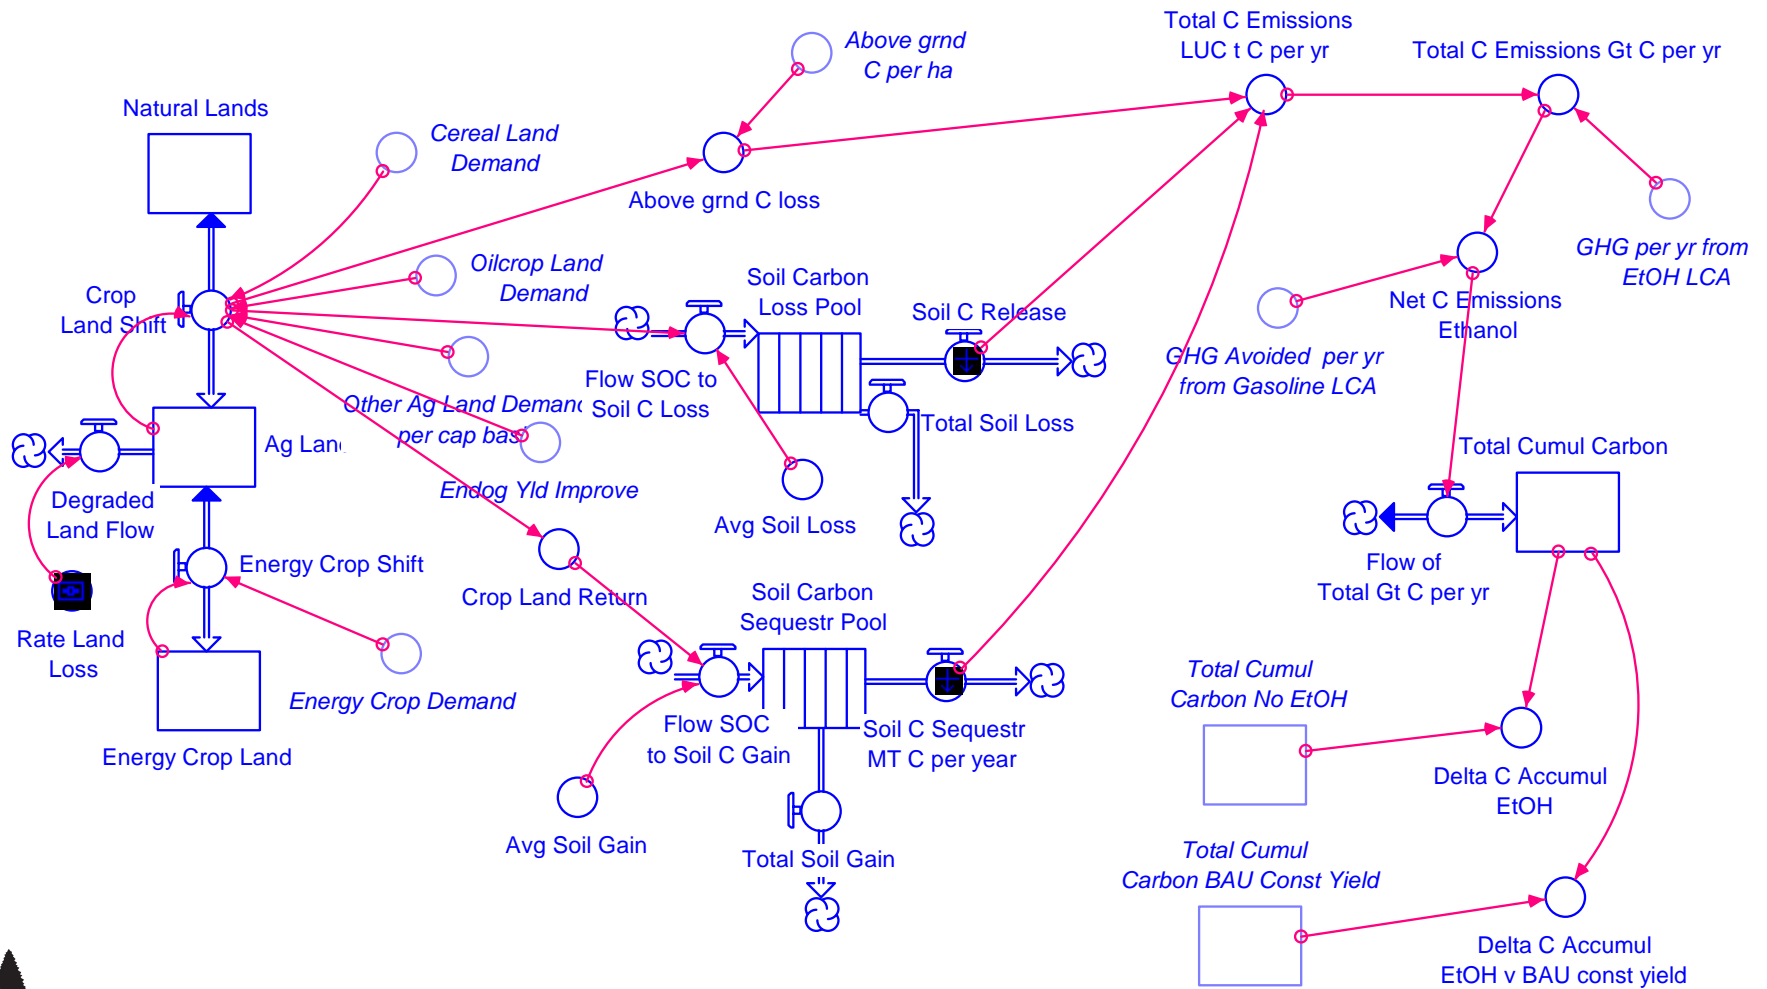 Total C Emissions
LUC t C per yr
Total C Emissions Gt C per yr
Above grnd
C per ha
Natural Lands
Cereal Land
Demand
Above grnd C loss
GHG per yr from
EtOH LCA
Oilcrop Land
Demand
Soil Carbon
Loss Pool
Crop
Land Shift
Soil C Release
Net C Emissions
Ethanol
GHG Avoided per yr
from Gasoline LCA
Flow SOC to
Soil C Loss
Other Ag Land Demand
per cap basi
Total Soil Loss
Ag Land
Total Cumul Carbon
Degraded
Land Flow
Endog Yld Improve
Avg Soil Loss
Energy Crop Shift
Flow of
Total Gt C per yr
Crop Land Return
Soil Carbon
Sequestr Pool
Rate Land
Loss
Energy Crop Demand
Total Cumul
Carbon No EtOH
Flow SOC
to Soil C Gain
Soil C Sequestr
MT C per year
Energy Crop Land
Delta C Accumul
EtOH
Avg Soil Gain
Total Soil Gain
Total Cumul
Carbon BAU Const Yield
Delta C Accumul
EtOH v BAU const yield